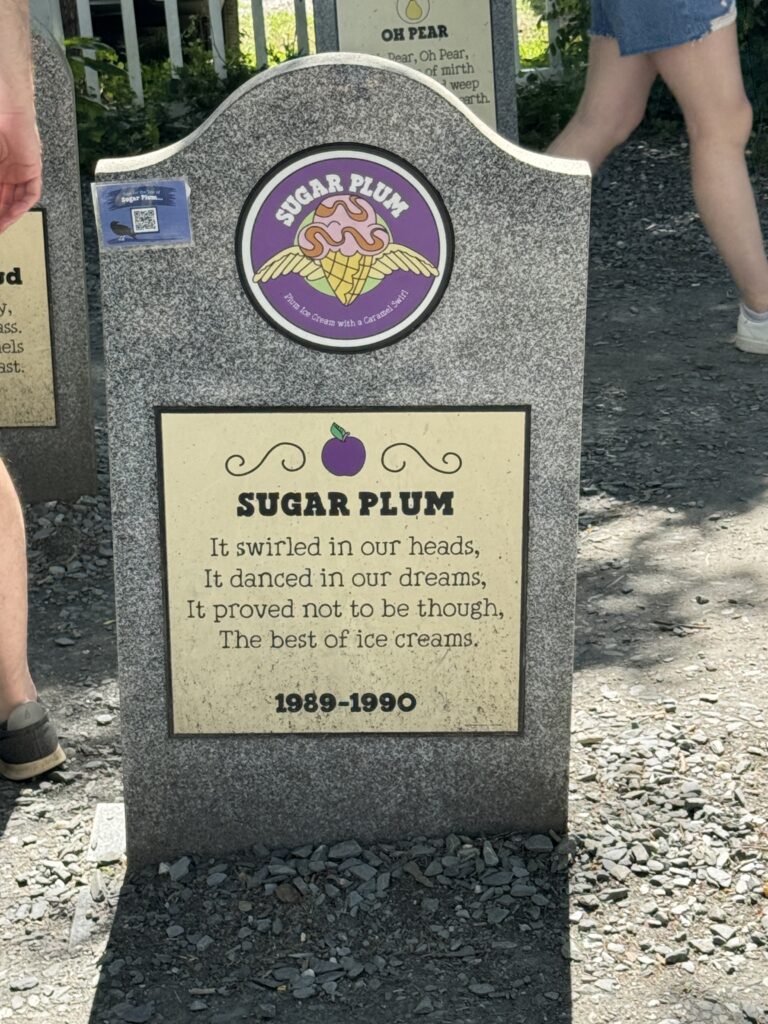 OH PEAR
Pear, Oh Pear,
of mirth
weep
earth.
Sugar Plum...
SUGAR PLUM
Plum Ice Cream with a Caramel Swirl
SUGAR PLUM
It swirled in our heads,
It danced in our dreams,
It proved not to be though,
The best of ice creams.
1989-1990
y,
ass.
els
ast.